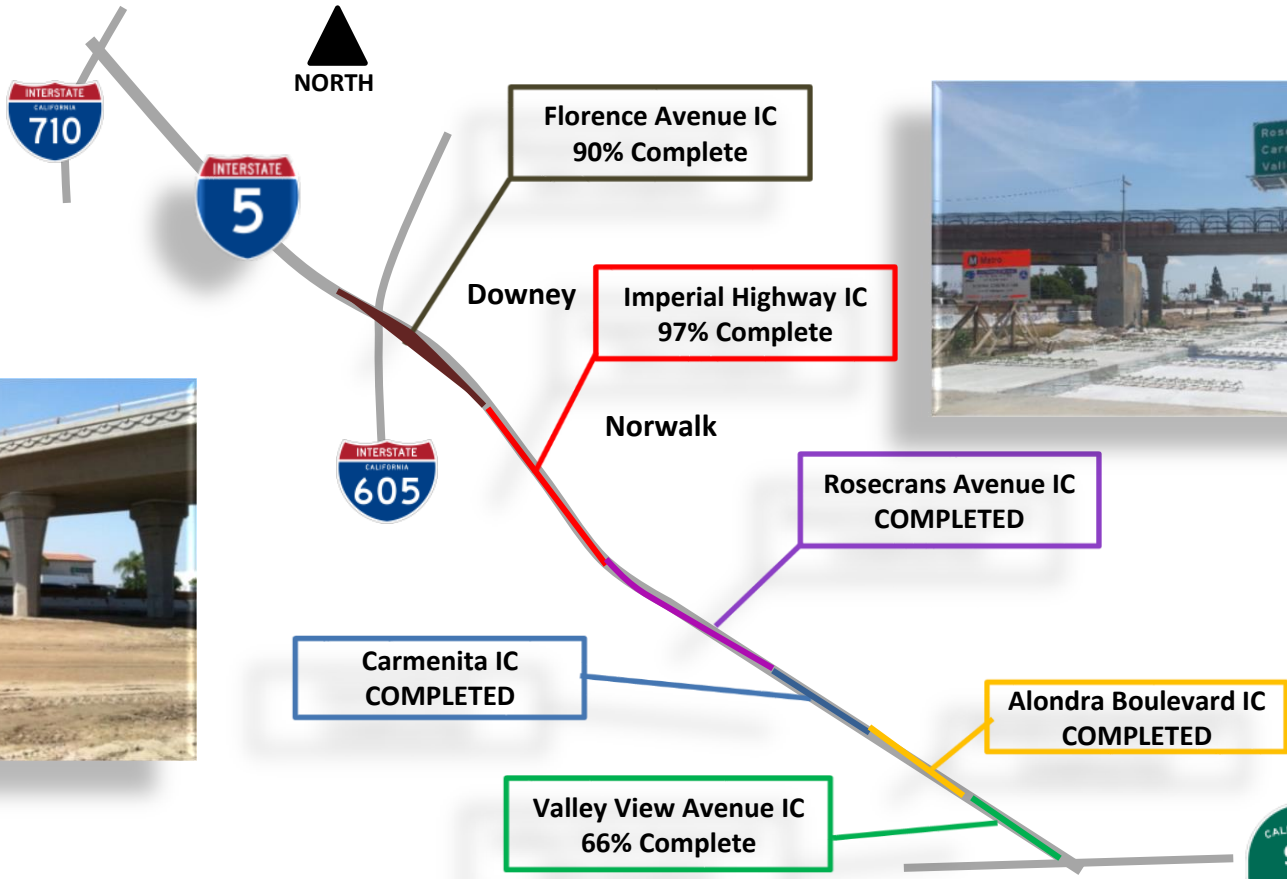 NORTH
INTERSTATE
CALIFORNIA
710
INTERSTATE
5
Florence Avenue IC
90% Complete
Downey
Imperial Highway IC
97% Complete
Metro
Norwalk
INTERSTATE
CALIFORNIA
605
Rosecrans Avenue IC
COMPLETED
Carmenita IC
COMPLETED
Alondra Boulevard IC
COMPLETED
Valley View Avenue IC
66% Complete